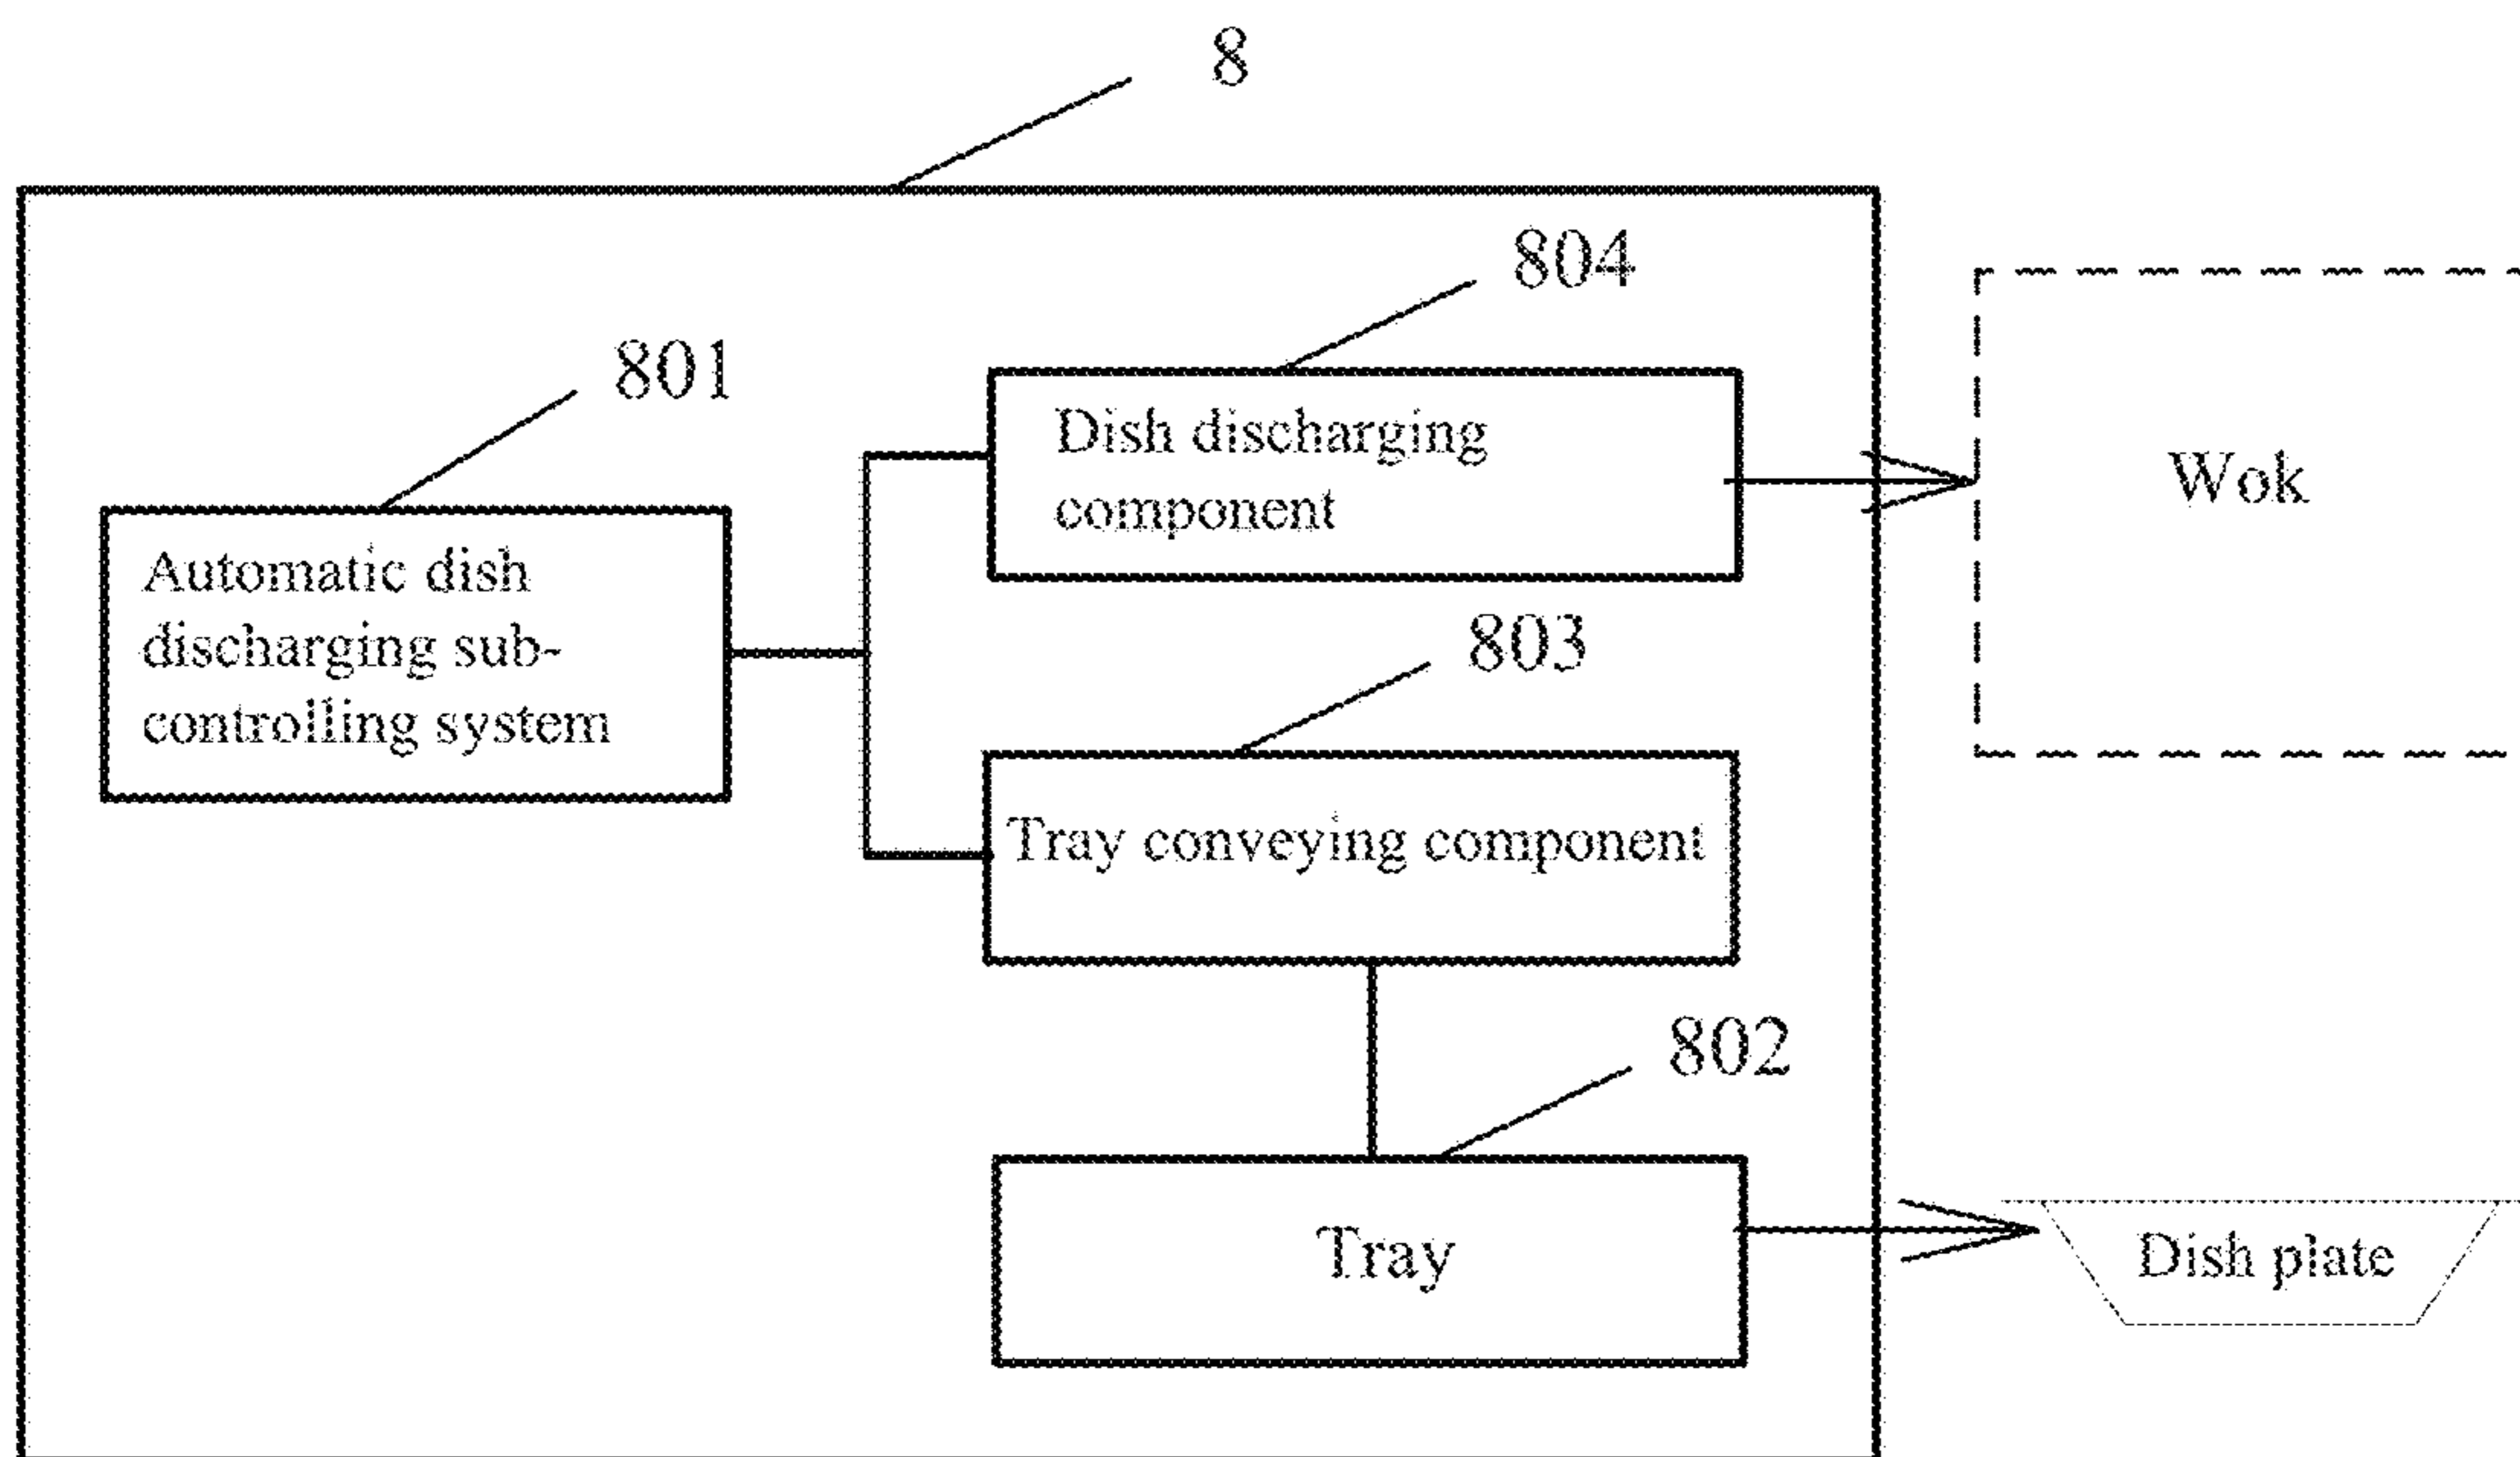 8
804
801
Dish discharging
component
Wok
Automatic dish
discharging sub-
controlling system
803
Tray conveying component
802
Tray
Dish plate